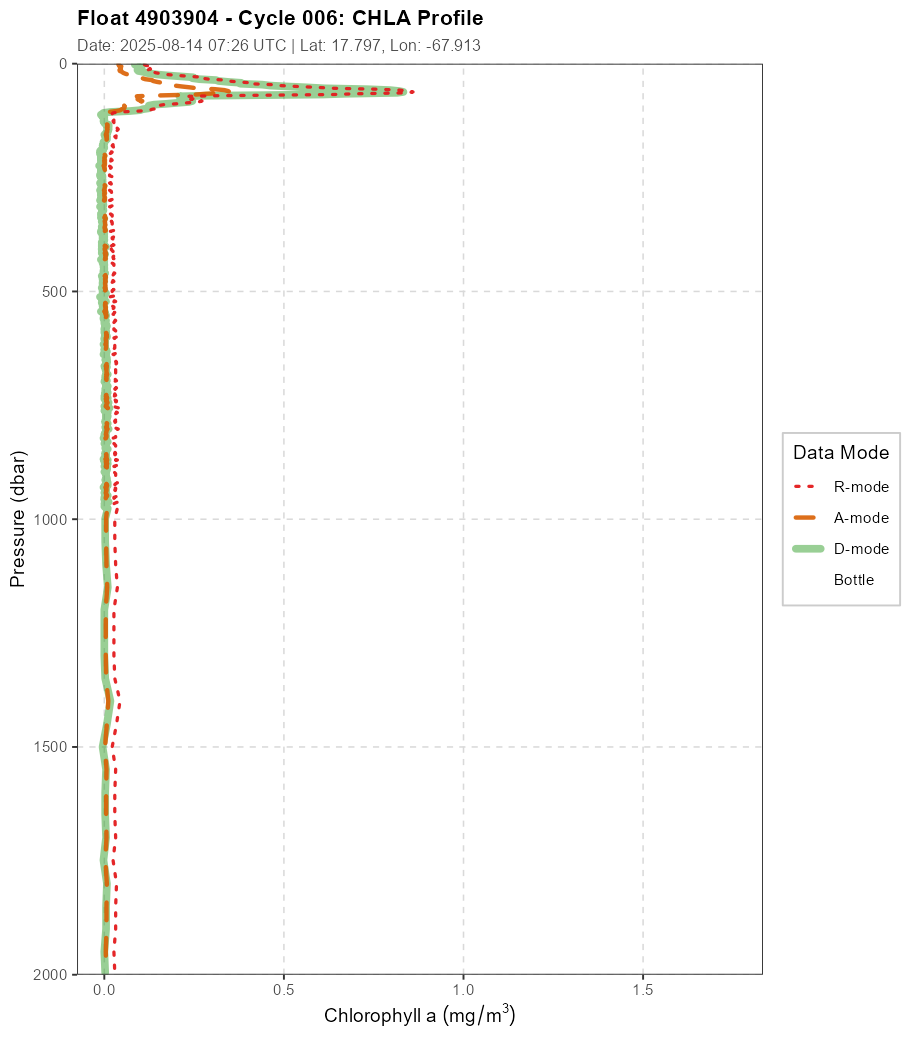 Float 4903904 - Cycle 006: CHLA Profile
Date: 2025-08-14 07:26 UTC | Lat: 17.797, Lon: -67.913
0
500
1000
1500
2000
Pressure (dbar)
0.0
0.5
1.0
1.5
Chlorophyll a (mg/m³)
Data Mode
R-mode
A-mode
D-mode
Bottle